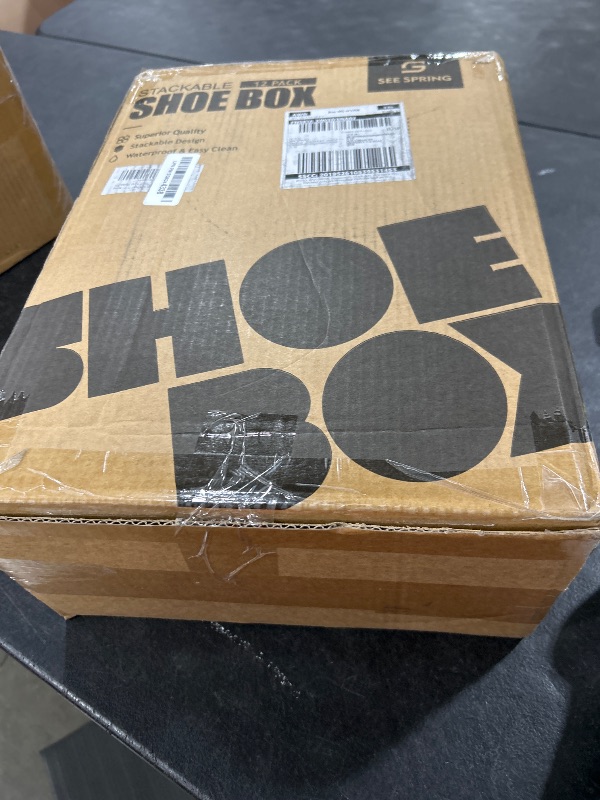 SEE SPRING
STACKABLE 12 PACK
SHOE BOX
Superior Quality
Stackable Design
Waterproof & Easy Clean
SHOE
BOX